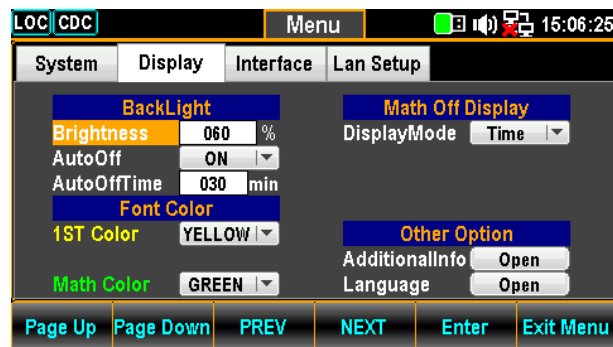 LOC CDC Menu 15:06:25
System Display Interface Lan Setup
BackLight Math Off Display
Brightness 060 % DisplayMode Time
AutoOff ON
AutoOffTime 030 min
Font Color
1ST Color YELLOW Other Option
AdditionalInfo Open
Math Color GREEN Language Open
Page Up Page Down PREV NEXT Enter Exit Menu